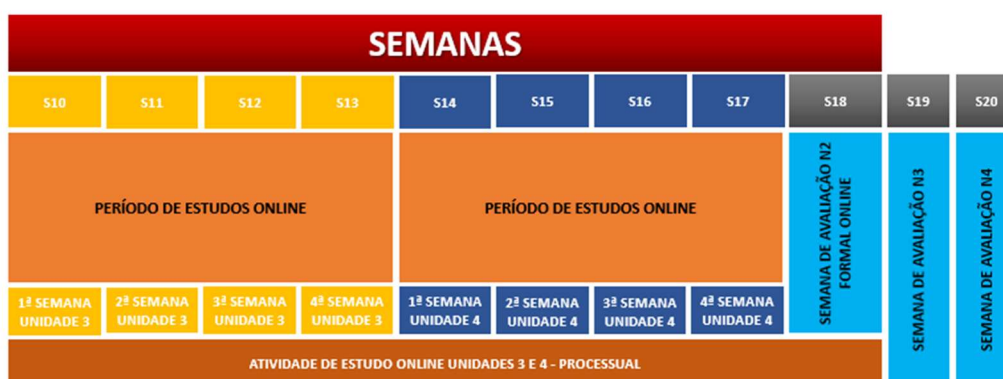 SEMANAS
S10
S11
S12
S13
S14
S15
S16
S17
S18
S19
S20
PERÍODO DE ESTUDOS ONLINE
PERÍODO DE ESTUDOS ONLINE
SEMANA DE AVALIAÇÃO N2
FORMAL ONLINE
SEMANA DE AVALIAÇÃO N3
SEMANA DE AVALIAÇÃO N4
1ª SEMANA
UNIDADE 3
2ª SEMANA
UNIDADE 3
3ª SEMANA
UNIDADE 3
4ª SEMANA
UNIDADE 3
1ª SEMANA
UNIDADE 4
2ª SEMANA
UNIDADE 4
3ª SEMANA
UNIDADE 4
4ª SEMANA
UNIDADE 4
ATIVIDADE DE ESTUDO ONLINE UNIDADES 3 E 4 - PROCESSUAL